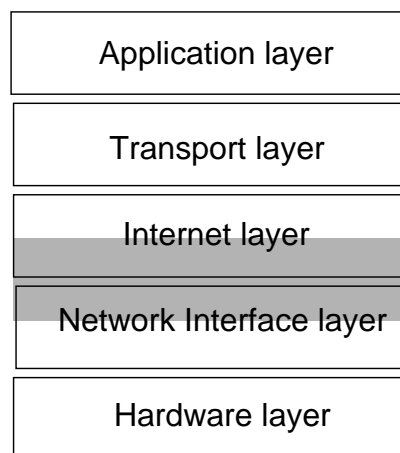 Application layer
Transport layer
Internet layer
Network Interface layer
Hardware layer